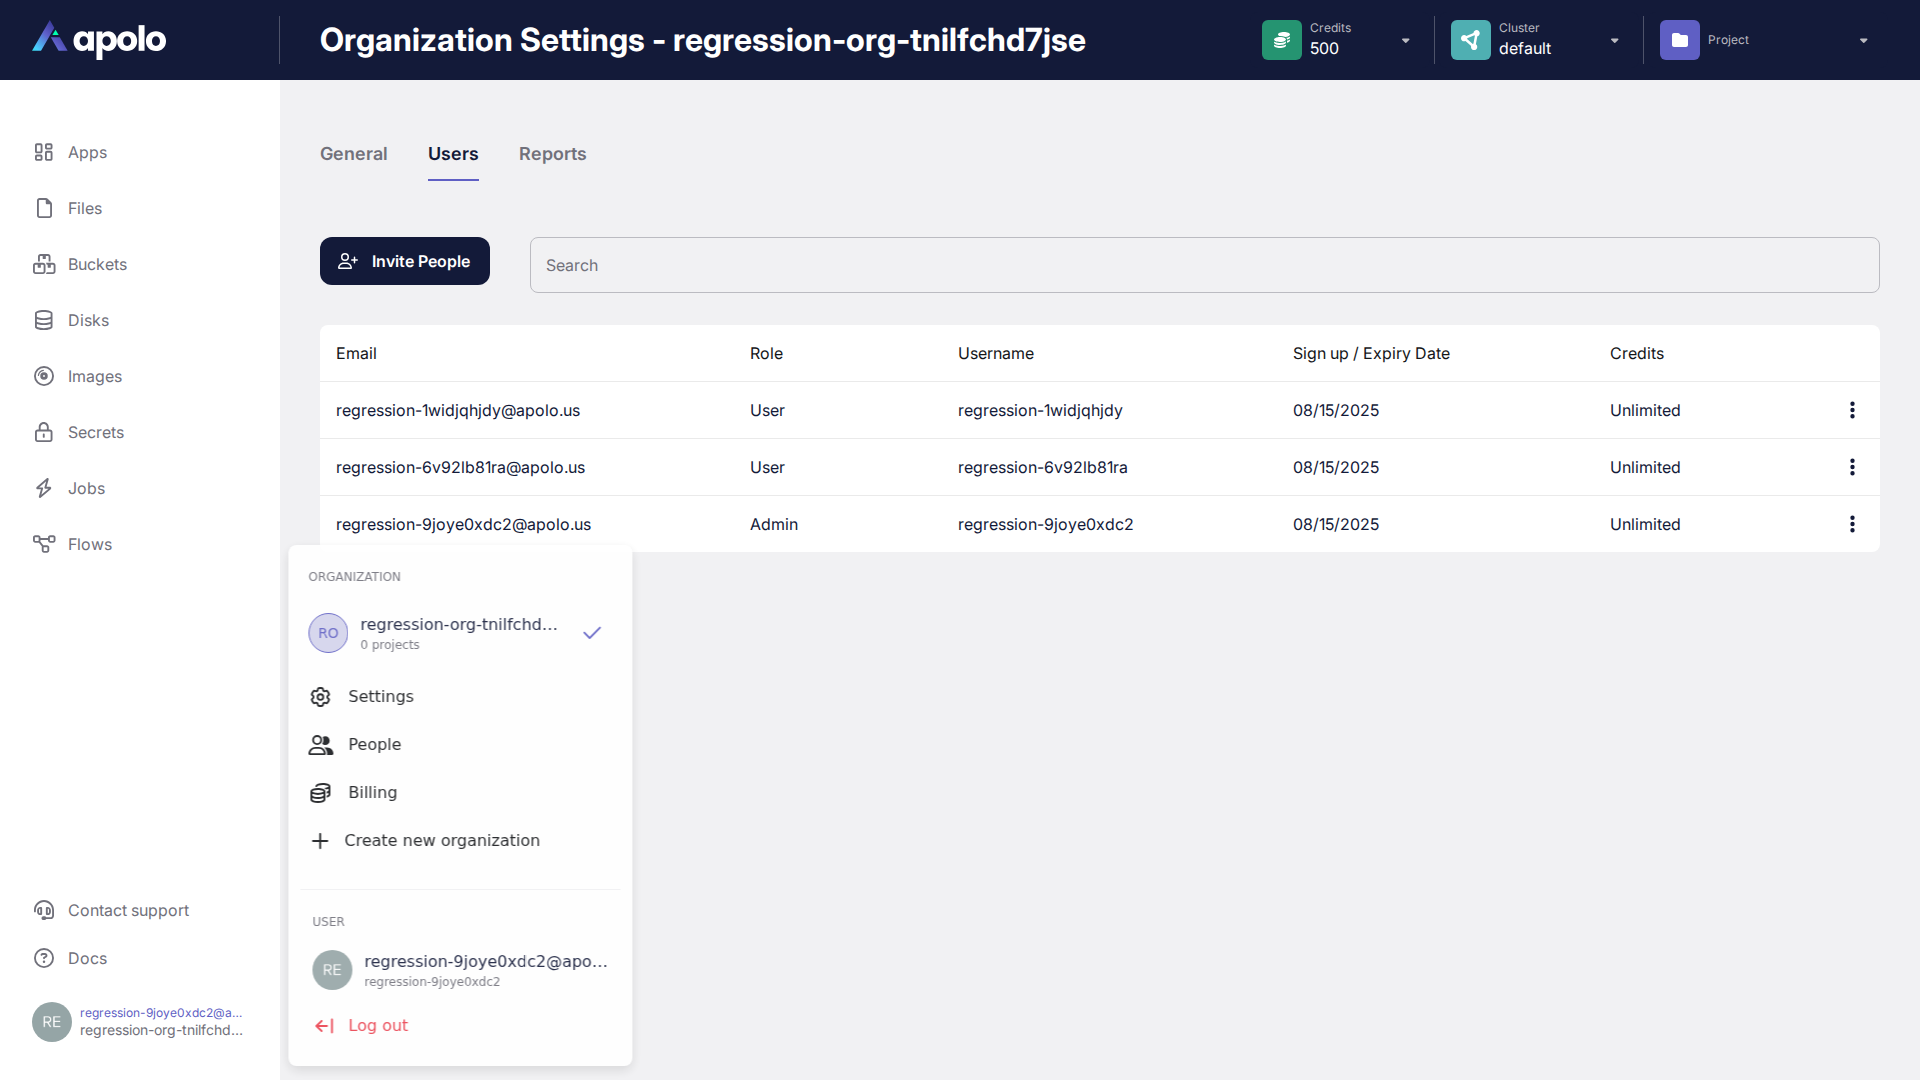 apolo
Organization Settings - regression-org-tnilfchd7jse
Credits
500
Cluster
default
Project
Apps
Files
Buckets
Disks
Images
Secrets
Jobs
Flows
General
Users
Reports
Invite People
Search
Email Role Username Sign up / Expiry Date Credits
regression-1widjqhjdy@apolo.us User regression-1widjqhjdy 08/15/2025 Unlimited
regression-6v92lb81ra@apolo.us User regression-6v92lb81ra 08/15/2025 Unlimited
regression-9joye0xdc2@apolo.us Admin regression-9joye0xdc2 08/15/2025 Unlimited
ORGANIZATION
RO
regression-org-tnilfchd...
0 projects
Settings
People
Billing
Create new organization
USER
RE
regression-9joye0xdc2@apo...
regression-9joye0xdc2
Log out
Contact support
Docs
RE
regression-9joye0xdc2@a...
regression-org-tnilfchd...